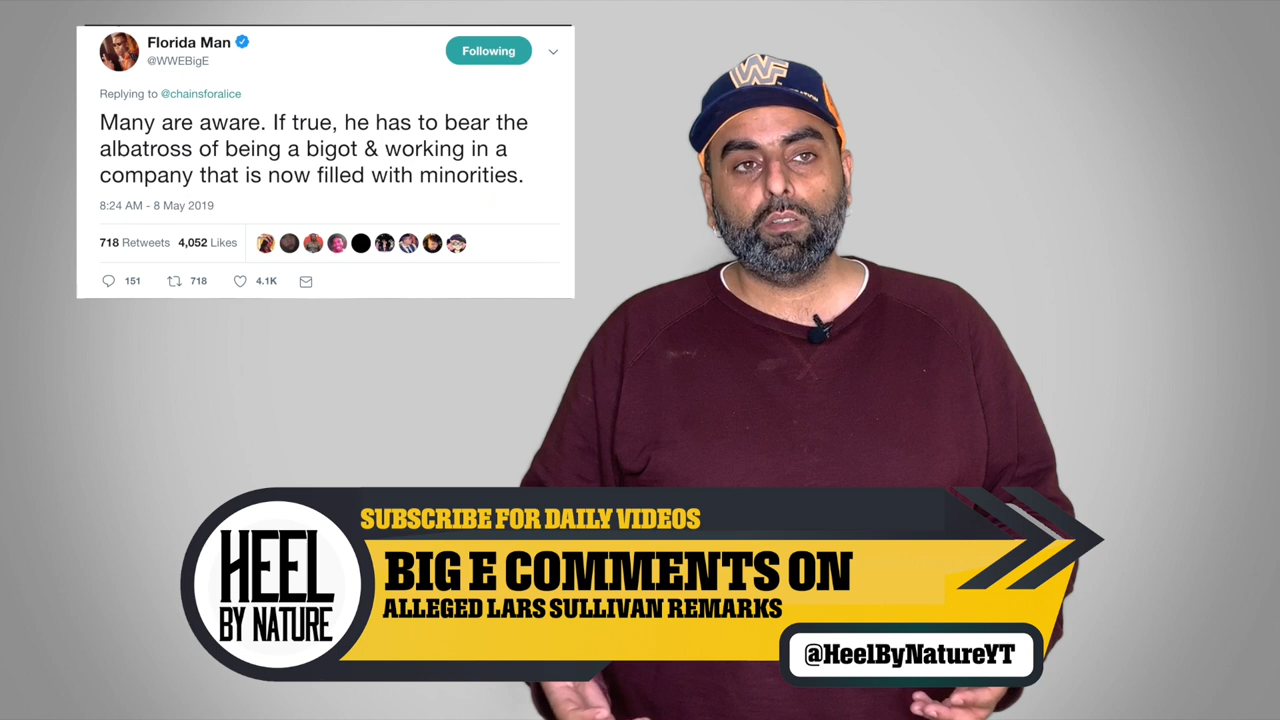 Florida Man
Following
@WWEBigE
Replying to @chainsforalice
Many are aware. If true, he has to bear the
albatross of being a bigot & working in a
company that is now filled with minorities.
8:24 AM - 8 May 2019
718 Retweets 4,052 Likes
151 718 4.1K
WF
SUBSCRIBE FOR DAILY VIDEOS
HEEL
BY NATURE
BIG E COMMENTS ON
ALLEGED LARS SULLIVAN REMARKS
@HeelByNatureYT